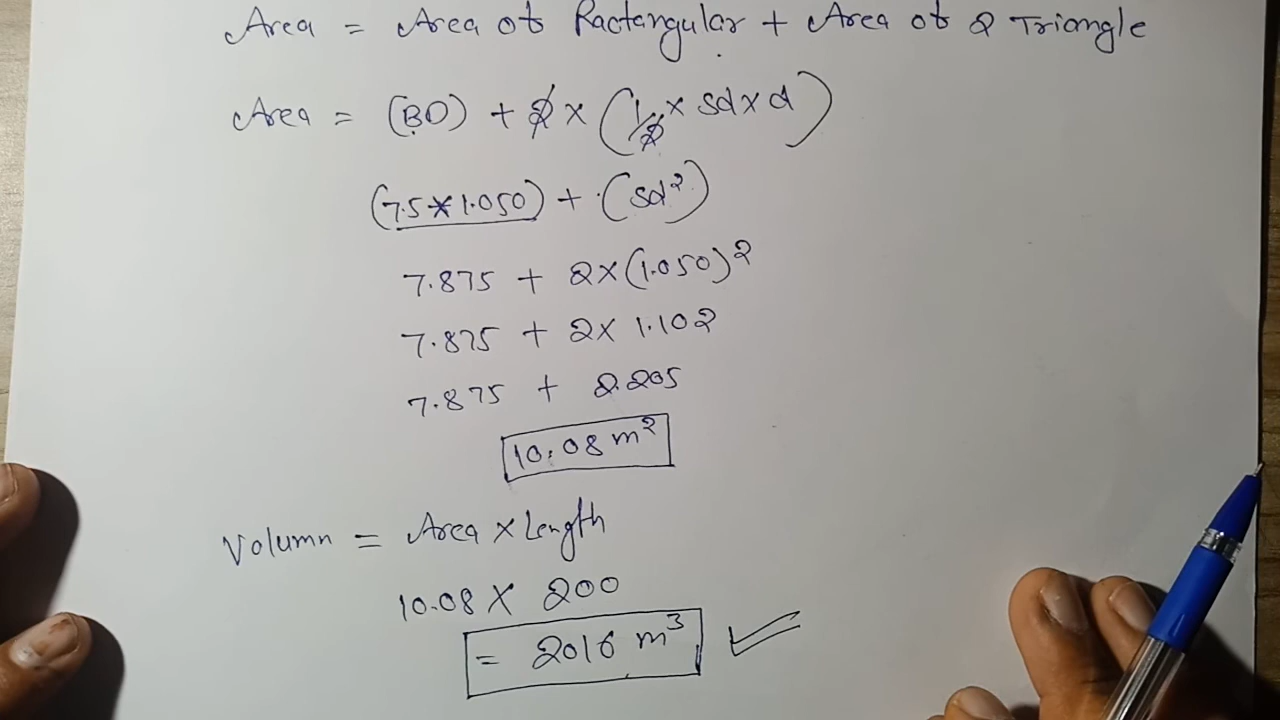 Area = Area of Ractangular + Area of 2 Triangle
Area = (BD) + 2 × (1/2 × sd × d)
(7.5*1.050) + (sd²)
7.875 + 2×(1.050)²
7.875 + 2× 1.102
7.875 + 2.205
10.08 m²
Volumn = Area × Length
10.08 × 200
= 2016 m³